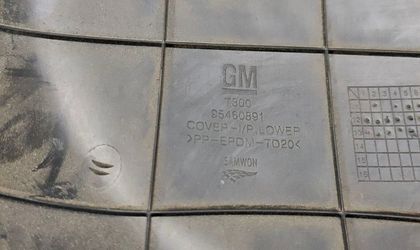 GM
T300
95460891
COVER-I/P, LOWER
>PP-EPDM-TD20<
SAMWON